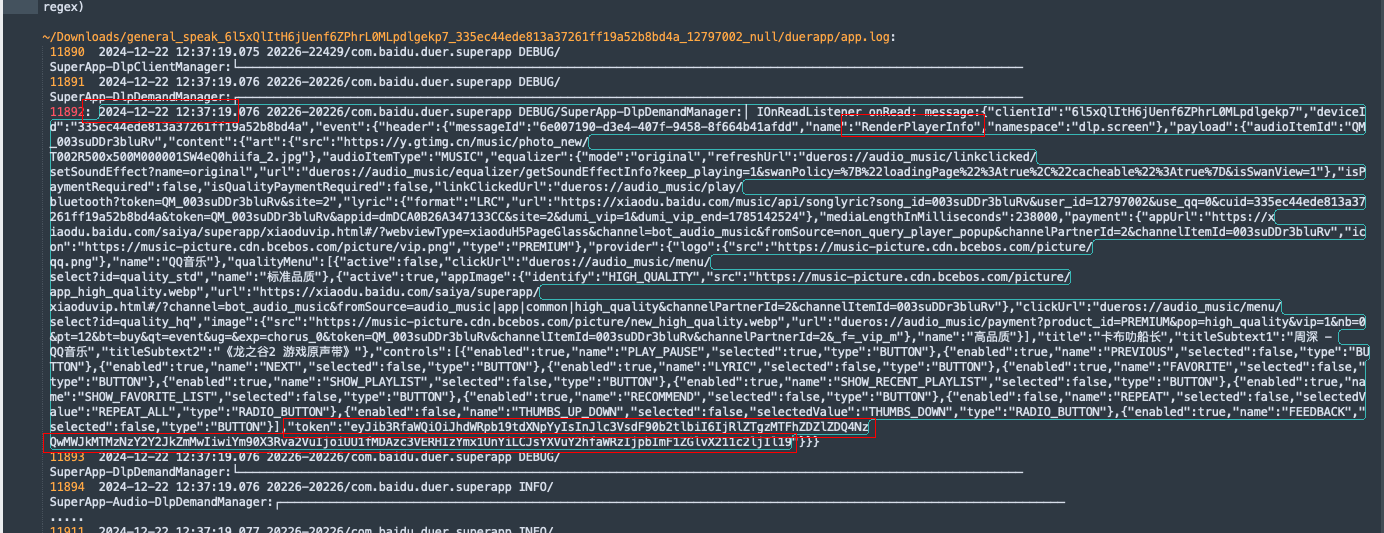 regex)
~/Downloads/general_speak_6l5xQlItH6jUenf6ZPhrL0MLpdlgekp7_335ec44ede813a37261ff19a52b8bd4a_12797002_null/duerapp/app.log:
11890  2024-12-22 12:37:19.075 20226-22429/com.baidu.duer.superapp DEBUG/
SuperApp-DlpClientManager:
11891  2024-12-22 12:37:19.076 20226-20226/com.baidu.duer.superapp DEBUG/
SuperApp-DlpDemandManager:
11892: 2024-12-22 12:37:19.076 20226-20226/com.baidu.duer.superapp DEBUG/SuperApp-DlpDemandManager:│ IOnReadListener onRead: message:{"clientId":"6l5xQlItH6jUenf6ZPhrL0MLpdlgekp7","deviceI
d":"335ec44ede813a37261ff19a52b8bd4a","event":{"header":{"messageId":"6e007190-d3e4-407f-9458-8f664b41afdd","name":"RenderPlayerInfo","namespace":"dlp.screen"},"payload":{"audioItemId":"QM
_003suDDr3bluRv","content":{"art":{"src":"https://y.gtimg.cn/music/photo_new/
T002R500x500M000001SW4eQ0hiifa_2.jpg"},"audioItemType":"MUSIC","equalizer":{"mode":"original","refreshUrl":"dueros://audio_music/linkclicked/
setSoundEffect?name=original","url":"dueros://audio_music/equalizer/getSoundEffectInfo?keep_playing=1&swanPolicy=%7B%22loadingPage%22%3Atrue%2C%22cacheable%22%3Atrue%7D&isSwanView=1"},"isP
aymentRequired":false,"isQualityPaymentRequired":false,"linkClickedUrl":"dueros://audio_music/play/
bluetooth?token=QM_003suDDr3bluRv&site=2","lyric":{"format":"LRC","url":"https://xiaodu.baidu.com/music/api/songlyric?song_id=003suDDr3bluRv&user_id=12797002&use_qq=0&cuid=335ec44ede813a37
261ff19a52b8bd4a&token=QM_003suDDr3bluRv&appid=dmDCA0B26A347133CC&site=2&dumi_vip=1&dumi_vip_end=1785142524"},"mediaLengthInMilliseconds":238000,"payment":{"appUrl":"https://x
iaodu.baidu.com/saiya/superapp/xiaoduvip.html#/?webviewType=xiaoduH5PageGlass&channel=bot_audio_music&fromSource=non_query_player_popup&channelPartnerId=2&channelItemId=003suDDr3bluRv","ic
on":"https://music-picture.cdn.bcebos.com/picture/vip.png","type":"PREMIUM"},"provider":{"logo":{"src":"https://music-picture.cdn.bcebos.com/picture/
qq.png"},"name":"QQ音乐"},"qualityMenu":[{"active":false,"clickUrl":"dueros://audio_music/menu/
select?id=quality_std","name":"标准品质"},{"active":true,"appImage":{"identify":"HIGH_QUALITY","src":"https://music-picture.cdn.bcebos.com/picture/
app_high_quality.webp","url":"https://xiaodu.baidu.com/saiya/superapp/
xiaoduvip.html#/?channel=bot_audio_music&fromSource=audio_music|app|common|high_quality&channelPartnerId=2&channelItemId=003suDDr3bluRv"},"clickUrl":"dueros://audio_music/menu/
select?id=quality_hq","image":{"src":"https://music-picture.cdn.bcebos.com/picture/new_high_quality.webp","url":"dueros://audio_music/payment?product_id=PREMIUM&pop=high_quality&vip=1&nb=0
&pt=12&bt=buy&qt=event&ug=&exp=chorus_0&token=QM_003suDDr3bluRv&channelItemId=003suDDr3bluRv&channelPartnerId=2&_f=_vip_m"},"name":"高品质"}],"title":"卡布叻船长","titleSubtext1":"周深 –
QQ音乐","titleSubtext2":"《龙之谷2 游戏原声带》"},"controls":[{"enabled":true,"name":"PLAY_PAUSE","selected":true,"type":"BUTTON"},{"enabled":true,"name":"PREVIOUS","selected":false,"type":"BU
TTON"},{"enabled":true,"name":"NEXT","selected":false,"type":"BUTTON"},{"enabled":true,"name":"LYRIC","selected":false,"type":"BUTTON"},{"enabled":true,"name":"FAVORITE","selected":false,
"type":"BUTTON"},{"enabled":true,"name":"SHOW_PLAYLIST","selected":false,"type":"BUTTON"},{"enabled":true,"name":"SHOW_RECENT_PLAYLIST","selected":false,"type":"BUTTON"},{"enabled":true,"na
me":"SHOW_FAVORITE_LIST","selected":false,"type":"BUTTON"},{"enabled":true,"name":"RECOMMEND","selected":false,"type":"BUTTON"},{"enabled":true,"name":"REPEAT","selected":false,"selectedV
alue":"REPEAT_ALL","type":"RADIO_BUTTON"},{"enabled":false,"name":"THUMBS_UP_DOWN","selected":false,"selectedValue":"THUMBS_DOWN","type":"RADIO_BUTTON"},{"enabled":true,"name":"FEEDBACK","
selected":false,"type":"BUTTON"}],"token":"eyJib3RfaWQiOiJhdWRpb19tdXNpYyIsInJlc3VsdF90b2tlbiI6IjRlZTgzMTFhZDZlZDQ4Nz
QwMWJkMTMzNzY2Y2JkZmMwIiwiYm90X3Rva2VuIjoiUU1fMDAzc3VERHIzYmx1UnYiLCJsYXVuY2hfaWRzIjpbImF1ZGlvX211c2ljIl19"}}}
11893  2024-12-22 12:37:19.076 20226-20226/com.baidu.duer.superapp DEBUG/
SuperApp-DlpDemandManager:
11894  2024-12-22 12:37:19.076 20226-20226/com.baidu.duer.superapp INFO/
SuperApp-Audio-DlpDemandManager:
.....
11911  2024-12-22 12:37:19.076 20226-20226/com.baidu.duer.superapp INFO/